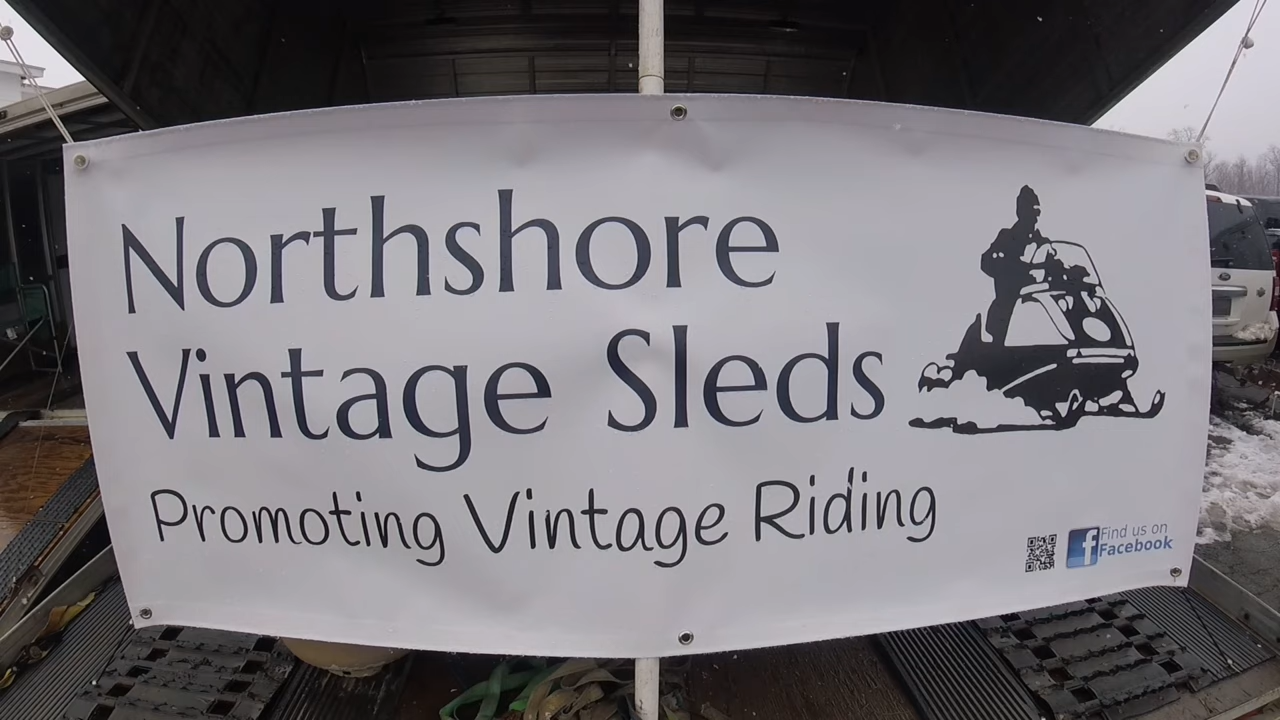 Northshore
Vintage Sleds
Promoting Vintage Riding
f Find us on
Facebook